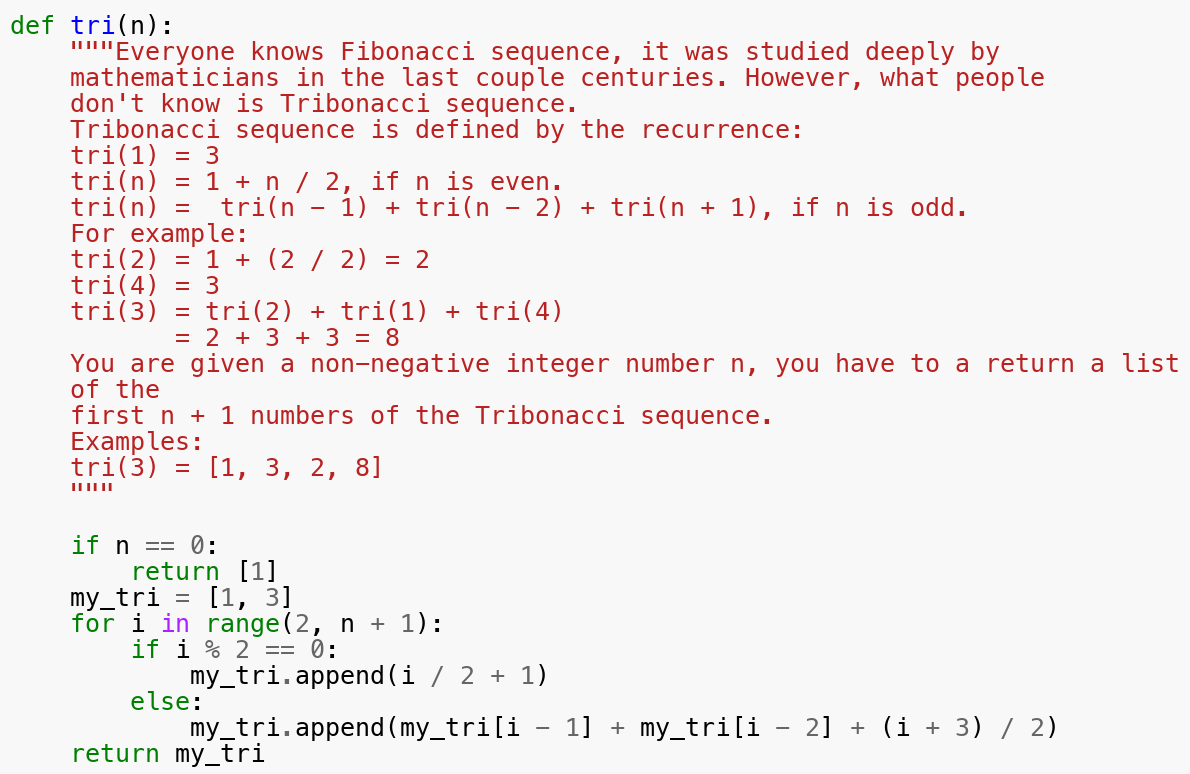 def tri(n):
    """Everyone knows Fibonacci sequence, it was studied deeply by
    mathematicians in the last couple centuries. However, what people
    don't know is Tribonacci sequence.
    Tribonacci sequence is defined by the recurrence:
    tri(1) = 3
    tri(n) = 1 + n / 2, if n is even.
    tri(n) =  tri(n - 1) + tri(n - 2) + tri(n + 1), if n is odd.
    For example:
    tri(2) = 1 + (2 / 2) = 2
    tri(4) = 3
    tri(3) = tri(2) + tri(1) + tri(4)
           = 2 + 3 + 3 = 8
    You are given a non-negative integer number n, you have to a return a list
    of the
    first n + 1 numbers of the Tribonacci sequence.
    Examples:
    tri(3) = [1, 3, 2, 8]
    """

    if n == 0:
        return [1]
    my_tri = [1, 3]
    for i in range(2, n + 1):
        if i % 2 == 0:
            my_tri.append(i / 2 + 1)
        else:
            my_tri.append(my_tri[i - 1] + my_tri[i - 2] + (i + 3) / 2)
    return my_tri